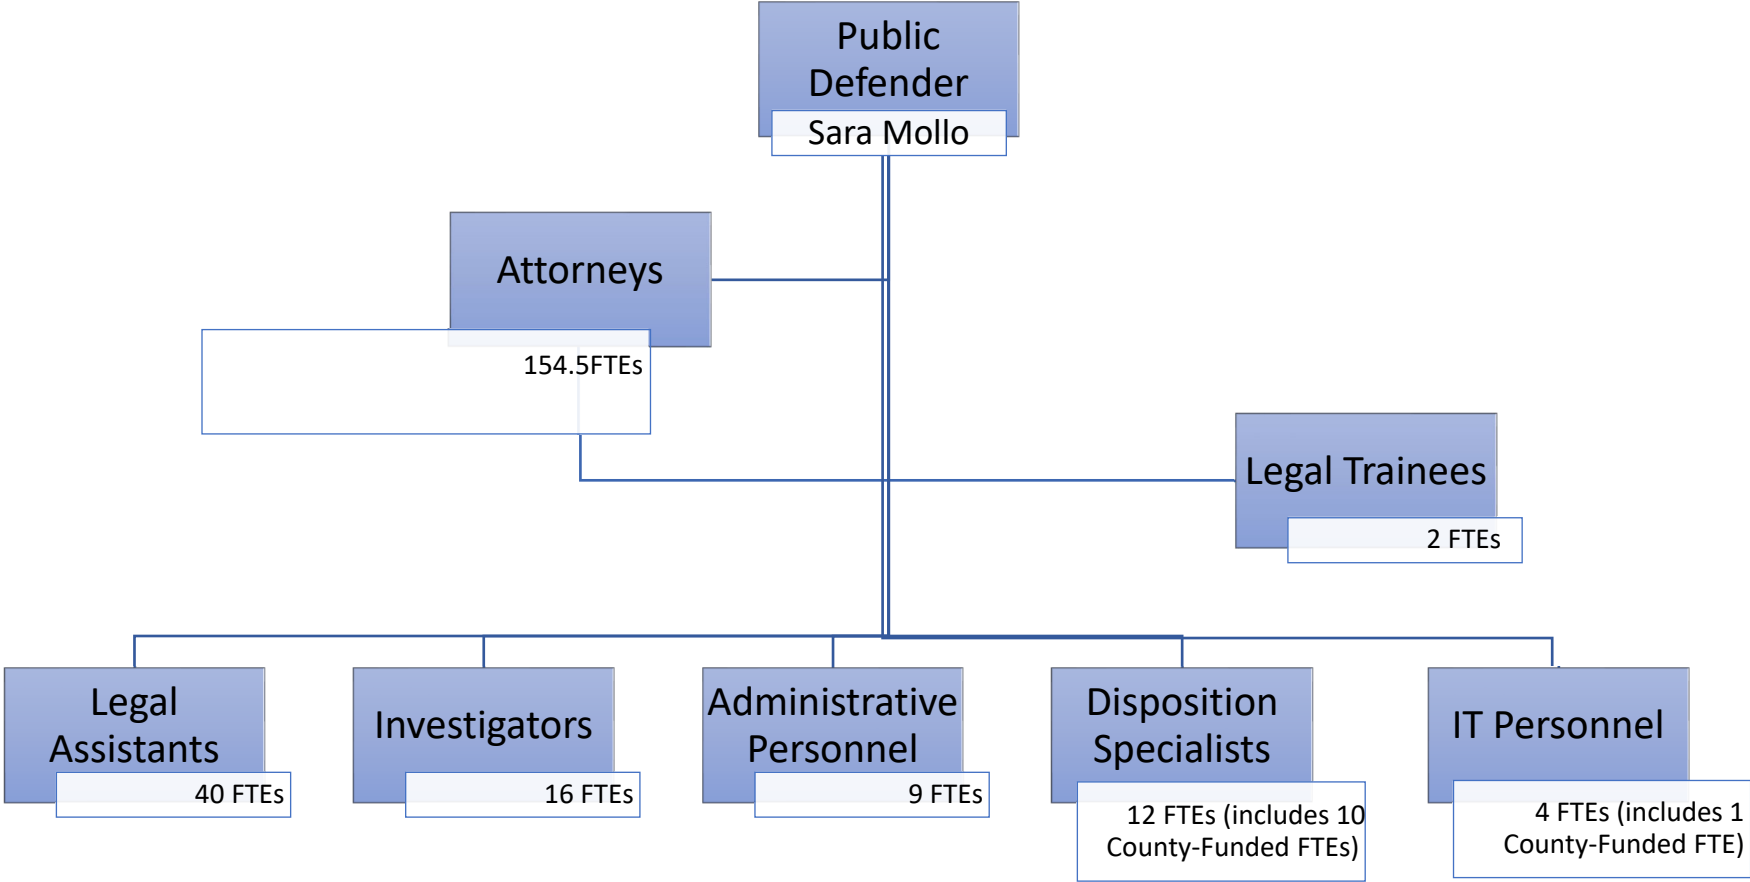 Public
Defender
Sara Mollo
Attorneys
154.5FTEs
Legal Trainees
2 FTEs
Legal
Assistants
40 FTEs
Investigators
16 FTEs
Administrative
Personnel
9 FTEs
Disposition
Specialists
12 FTEs (includes 10
County-Funded FTEs)
IT Personnel
4 FTEs (includes 1
County-Funded FTE)